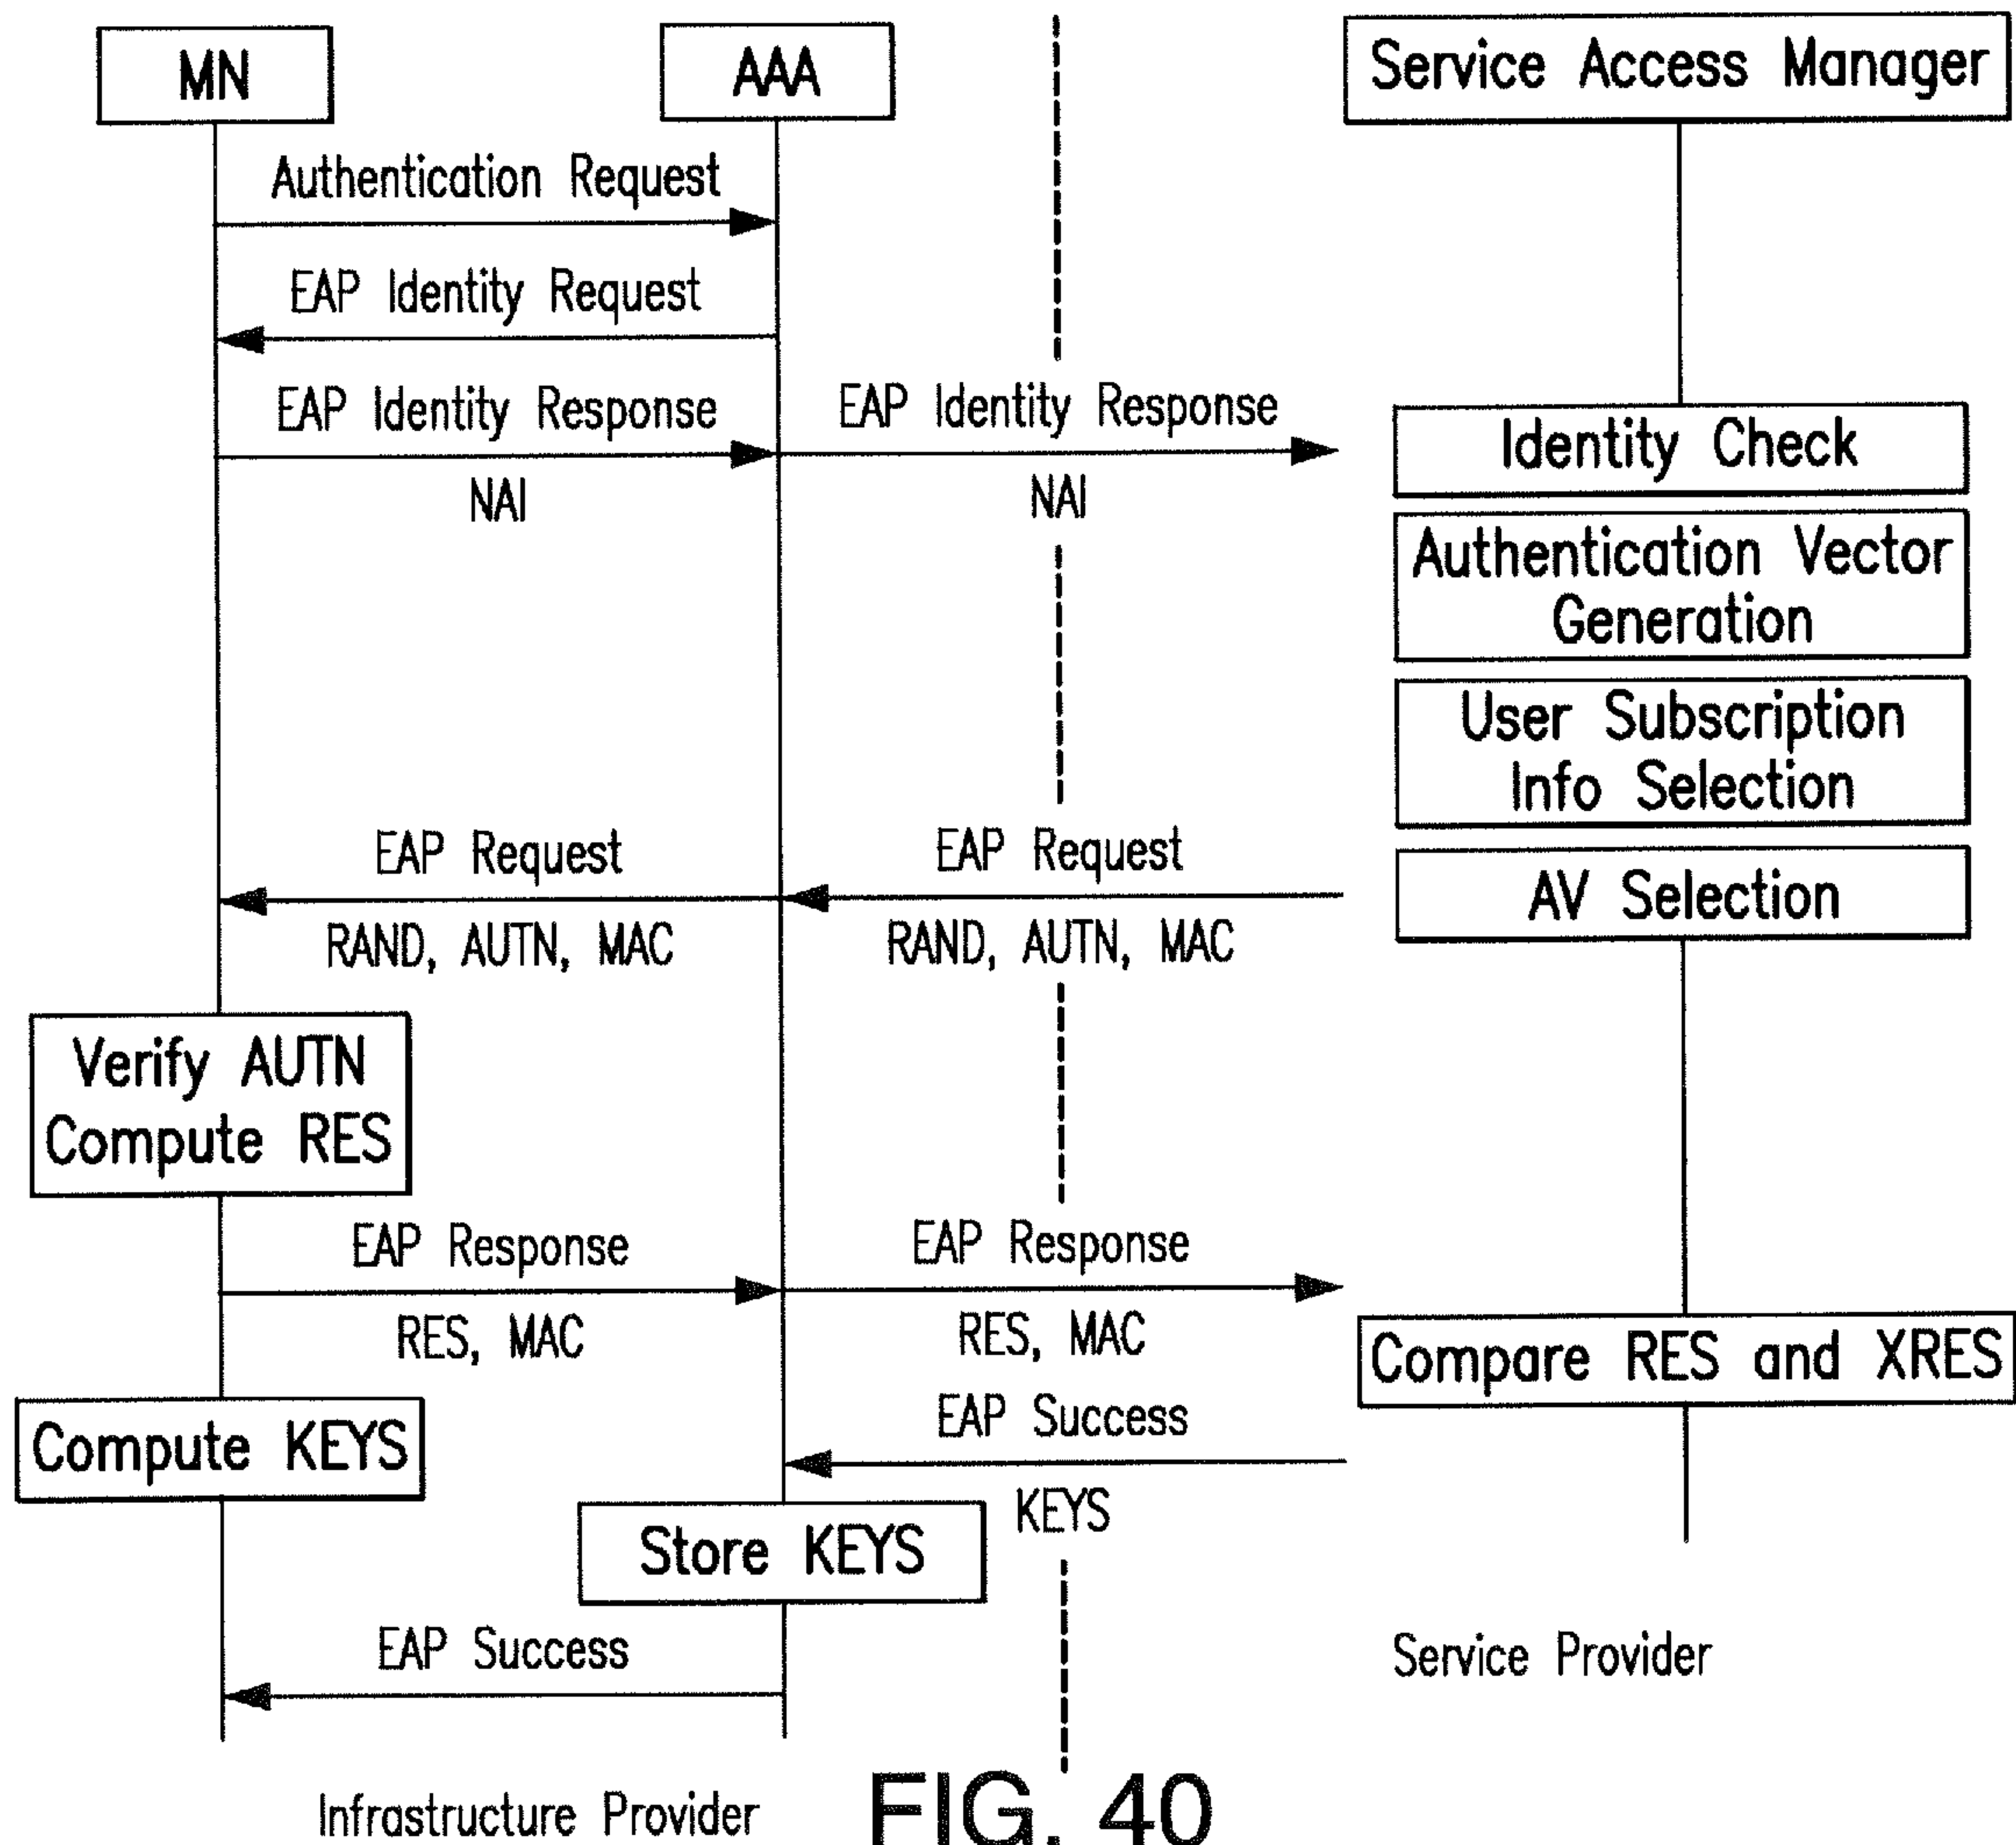 MN
AAA
Service Access Manager
Authentication Request
EAP Identity Request
EAP Identity Response
EAP Identity Response
NAI
NAI
Identity Check
Authentication Vector
Generation
User Subscription
Info Selection
EAP Request
EAP Request
AV Selection
RAND, AUTN, MAC
RAND, AUTN, MAC
Verify AUTN
Compute RES
EAP Response
EAP Response
RES, MAC
RES, MAC
Compare RES and XRES
EAP Success
Compute KEYS
KEYS
Store KEYS
EAP Success
Service Provider
Infrastructure Provider
FIG. 40